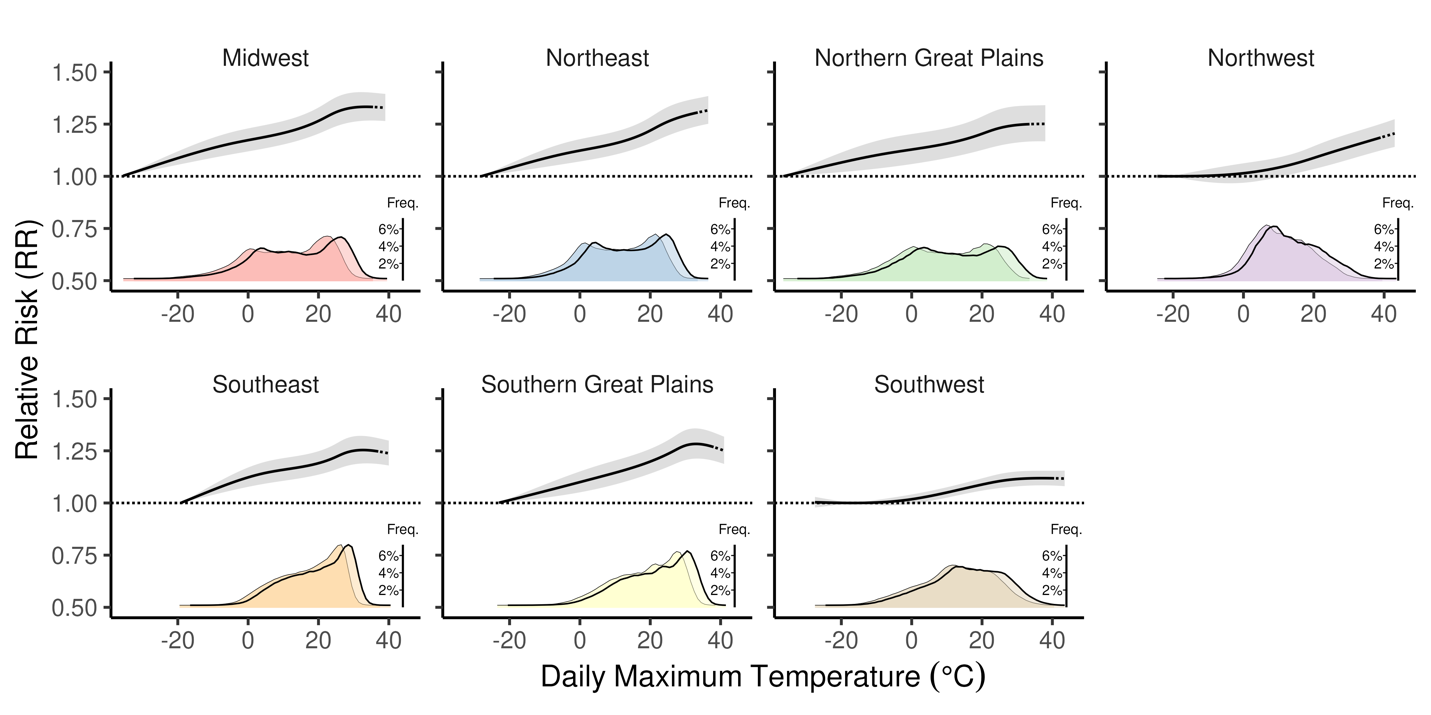 Midwest
Northeast
Northern Great Plains
Northwest
1.50
1.25
1.00
0.75
0.50
Freq.
6%
4%
2%
Freq.
6%
4%
2%
Freq.
6%
4%
2%
Freq.
6%
4%
2%
-20 0 20 40
-20 0 20 40
-20 0 20 40
-20 0 20 40
Relative Risk (RR)
Southeast
Southern Great Plains
Southwest
1.50
1.25
1.00
0.75
0.50
Freq.
6%
4%
2%
Freq.
6%
4%
2%
Freq.
6%
4%
2%
-20 0 20 40
-20 0 20 40
-20 0 20 40
Daily Maximum Temperature (°C)